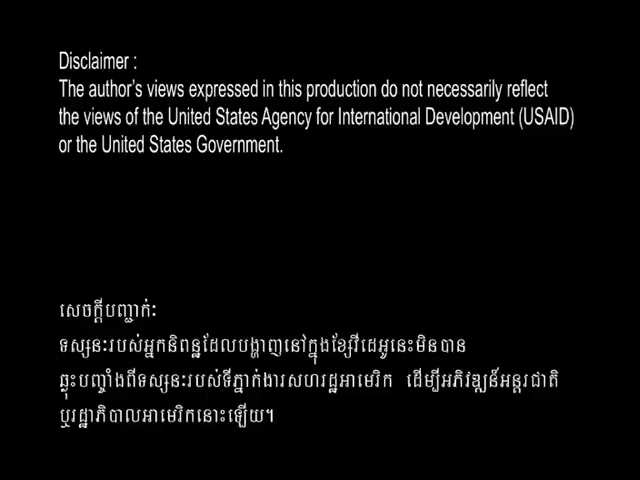 Disclaimer :
The author's views expressed in this production do not necessarily reflect
the views of the United States Agency for International Development (USAID)
or the United States Government.
សេចក្តីបញ្ជាក់ៈ
ទស្សនៈរបស់អ្នកនិពន្ឋដែលបង្ហាញនៅក្នុងខ្សែវីដេអូនេះមិនបាន
ឆ្លុះបញ្ចាំងពីទស្សនៈរបស់ទីភ្នាក់ងារសហរដ្ឋអាមេរិក ដើម្បីអភិវឌ្ឍន៍អន្តរជាតិ
ឬរដ្ឋាភិបាលអាមេរិកនោះឡើយ។